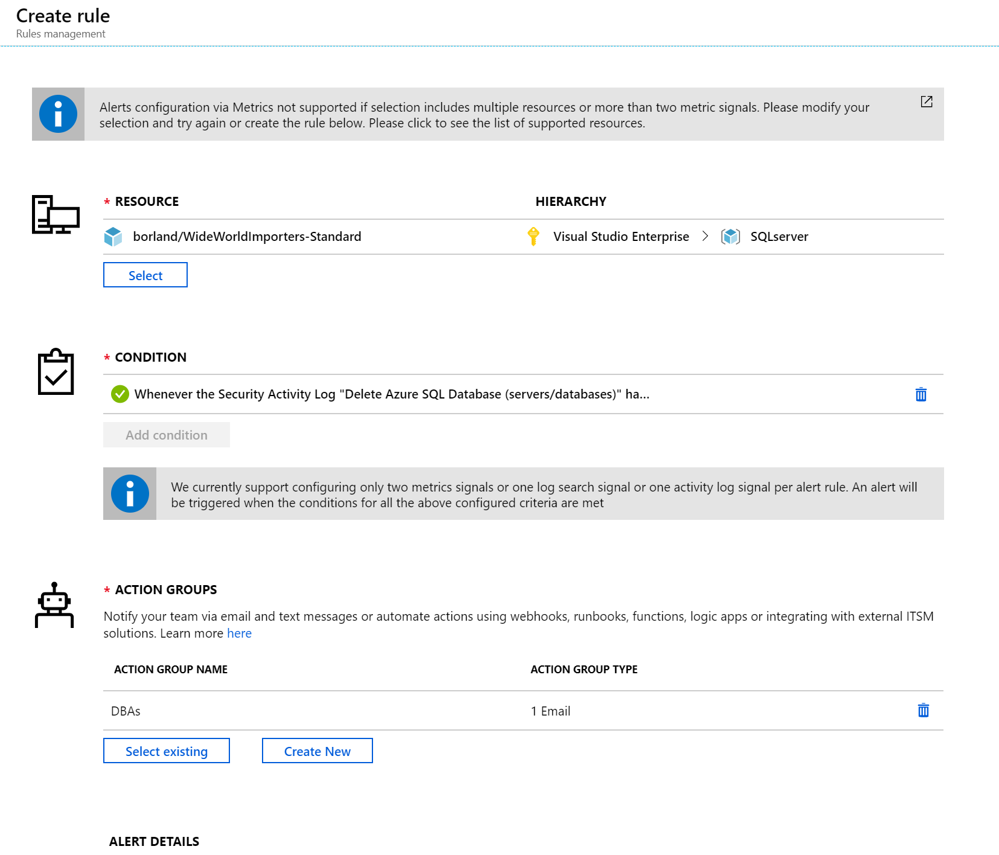 Create rule
Rules management
Alerts configuration via Metrics not supported if selection includes multiple resources or more than two metric signals. Please modify your
selection and try again or create the rule below. Please click to see the list of supported resources.
* RESOURCE HIERARCHY
borland/WideWorldImporters-Standard Visual Studio Enterprise > SQLserver
Select
* CONDITION
Whenever the Security Activity Log "Delete Azure SQL Database (servers/databases)" ha...
Add condition
We currently support configuring only two metrics signals or one log search signal or one activity log signal per alert rule. An alert will
be triggered when the conditions for all the above configured criteria are met
* ACTION GROUPS
Notify your team via email and text messages or automate actions using webhooks, runbooks, functions, logic apps or integrating with external ITSM
solutions. Learn more here
ACTION GROUP NAME ACTION GROUP TYPE
DBAs 1 Email
Select existing Create New
ALERT DETAILS